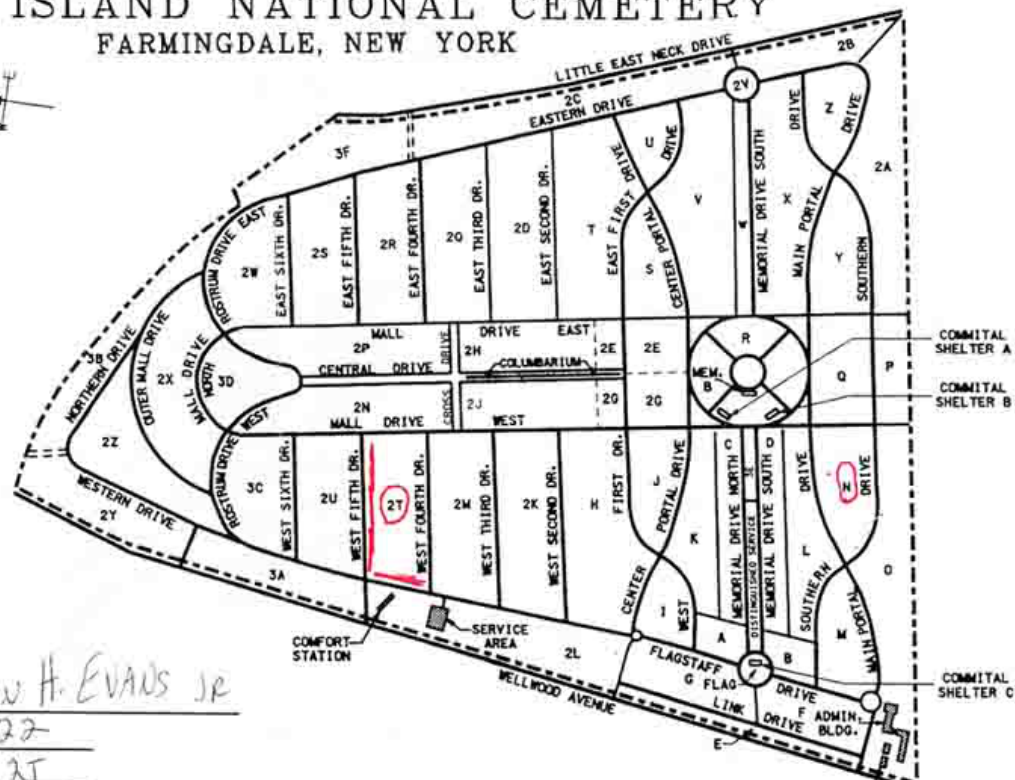 ISLAND NATIONAL CEMETERY
FARMINGDALE, NEW YORK
LITTLE EAST NECK DRIVE
2B
2V
2C
EASTERN DRIVE
3F
U
DRIVE
DRIVE
Z
DRIVE
2A
ROSTRUM DRIVE EAST
2W
EAST SIXTH DR.
2S
EAST FIFTH DR.
2R
EAST FOURTH DR.
2Q
EAST THIRD DR.
2D
EAST SECOND DR.
T
EAST FIRST DRIVE
S
CENTER PORTAL DRIVE
V
W
MEMORIAL DRIVE SOUTH
X
MAIN PORTAL
Y
SOUTHERN
3B
NORTHERN DRIVE
OUTER MALL DRIVE
2X
MALL DRIVE NORTH
3D
MALL DRIVE EAST
2P
CENTRAL DRIVE
CROSS DRIVE
2H
COLUMBARIUM
2E
2E
2N
2J
2G
2G
MALL DRIVE WEST
R
MEM. B
Q
P
COMMITAL
SHELTER A
COMMITAL
SHELTER B
2Z
WESTERN DRIVE
2Y
ROSTRUM DRIVE WEST
3C
WEST SIXTH DR.
2U
WEST FIFTH DR.
2T
WEST FOURTH DR.
2M
WEST THIRD DR.
2K
WEST SECOND DR.
H
FIRST DR.
J
CENTER PORTAL DRIVE
K
C
MEMORIAL DRIVE NORTH
3E
DISTINGUISHED SERVICE
D
MEMORIAL DRIVE SOUTH
L
SOUTHERN DRIVE
N
DRIVE
O
3A
I
WEST
A
B
M
MAIN PORTAL
COMFORT
STATION
SERVICE
AREA
2L
WELLWOOD AVENUE
FLAGSTAFF DRIVE
G FLAG
LINK DRIVE
F
E
ADMIN.
BLDG.
COMMITAL
SHELTER C
H. EVANS JR
22